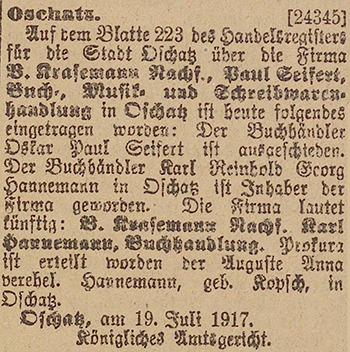 Oschatz. [24345]
Auf dem Blatte 223 des Handelsregisters
für die Stadt Oschatz über die Firma
B. Krasemann Nachf., Paul Seifert,
Buch-, Musik- und Schreibwaren-
handlung in Oschatz ist heute folgendes
eingetragen worden: Der Buchhändler
Oskar Paul Seifert ist ausgeschieden.
Der Buchhändler Karl Reinhold Georg
Hannemann in Oschatz ist Inhaber der
Firma geworden. Die Firma lautet
künftig: B. Krasemann Nachf. Karl
Hannemann, Buchhandlung. Prokura
ist erteilt worden der Auguste Anna
verehel. Hannemann, geb. Kopsch, in
Oschatz.
Oschatz, am 19. Juli 1917.
Königliches Amtsgericht.